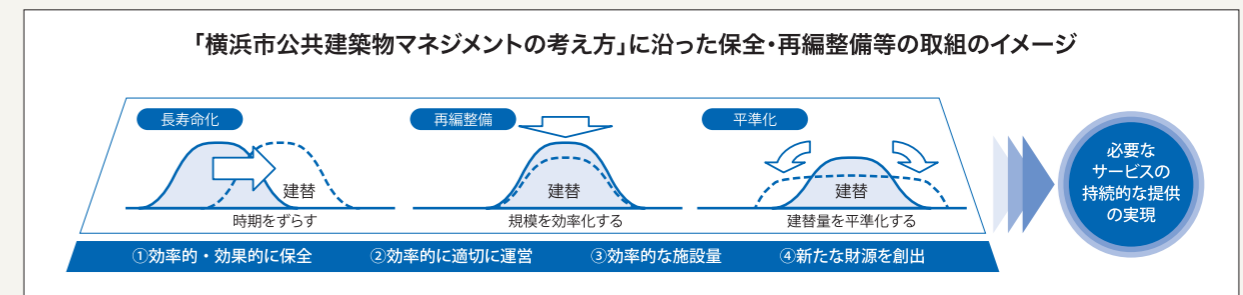 「横浜市公共建築物マネジメントの考え方」に沿った保全・再編整備等の取組のイメージ
長寿命化
建替
時期をずらす
再編整備
建替
規模を効率化する
平準化
建替
建替量を平準化する
①効率的・効果的に保全
②効率的に適切に運営
③効率的な施設量
④新たな財源を創出
必要な
サービスの
持続的な提供
の実現